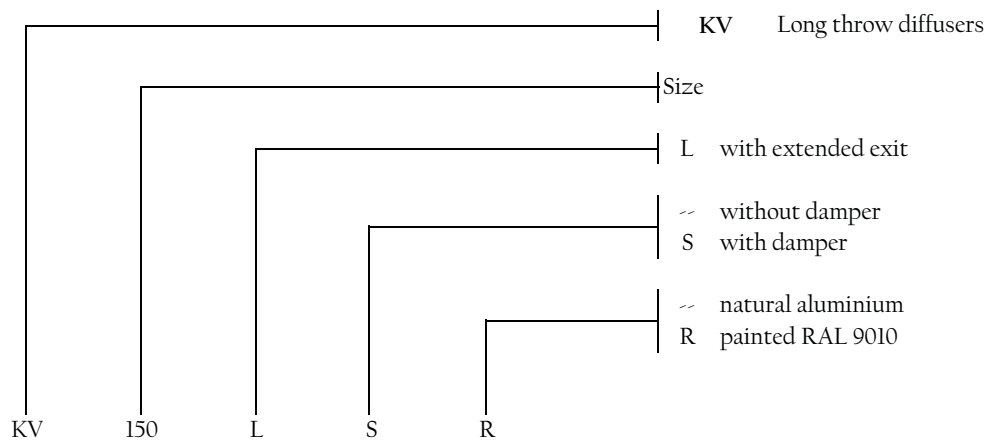 KV Long throw diffusers
Size
L with extended exit
-- without damper
S with damper
-- natural aluminium
R painted RAL 9010
KV 150 L S R